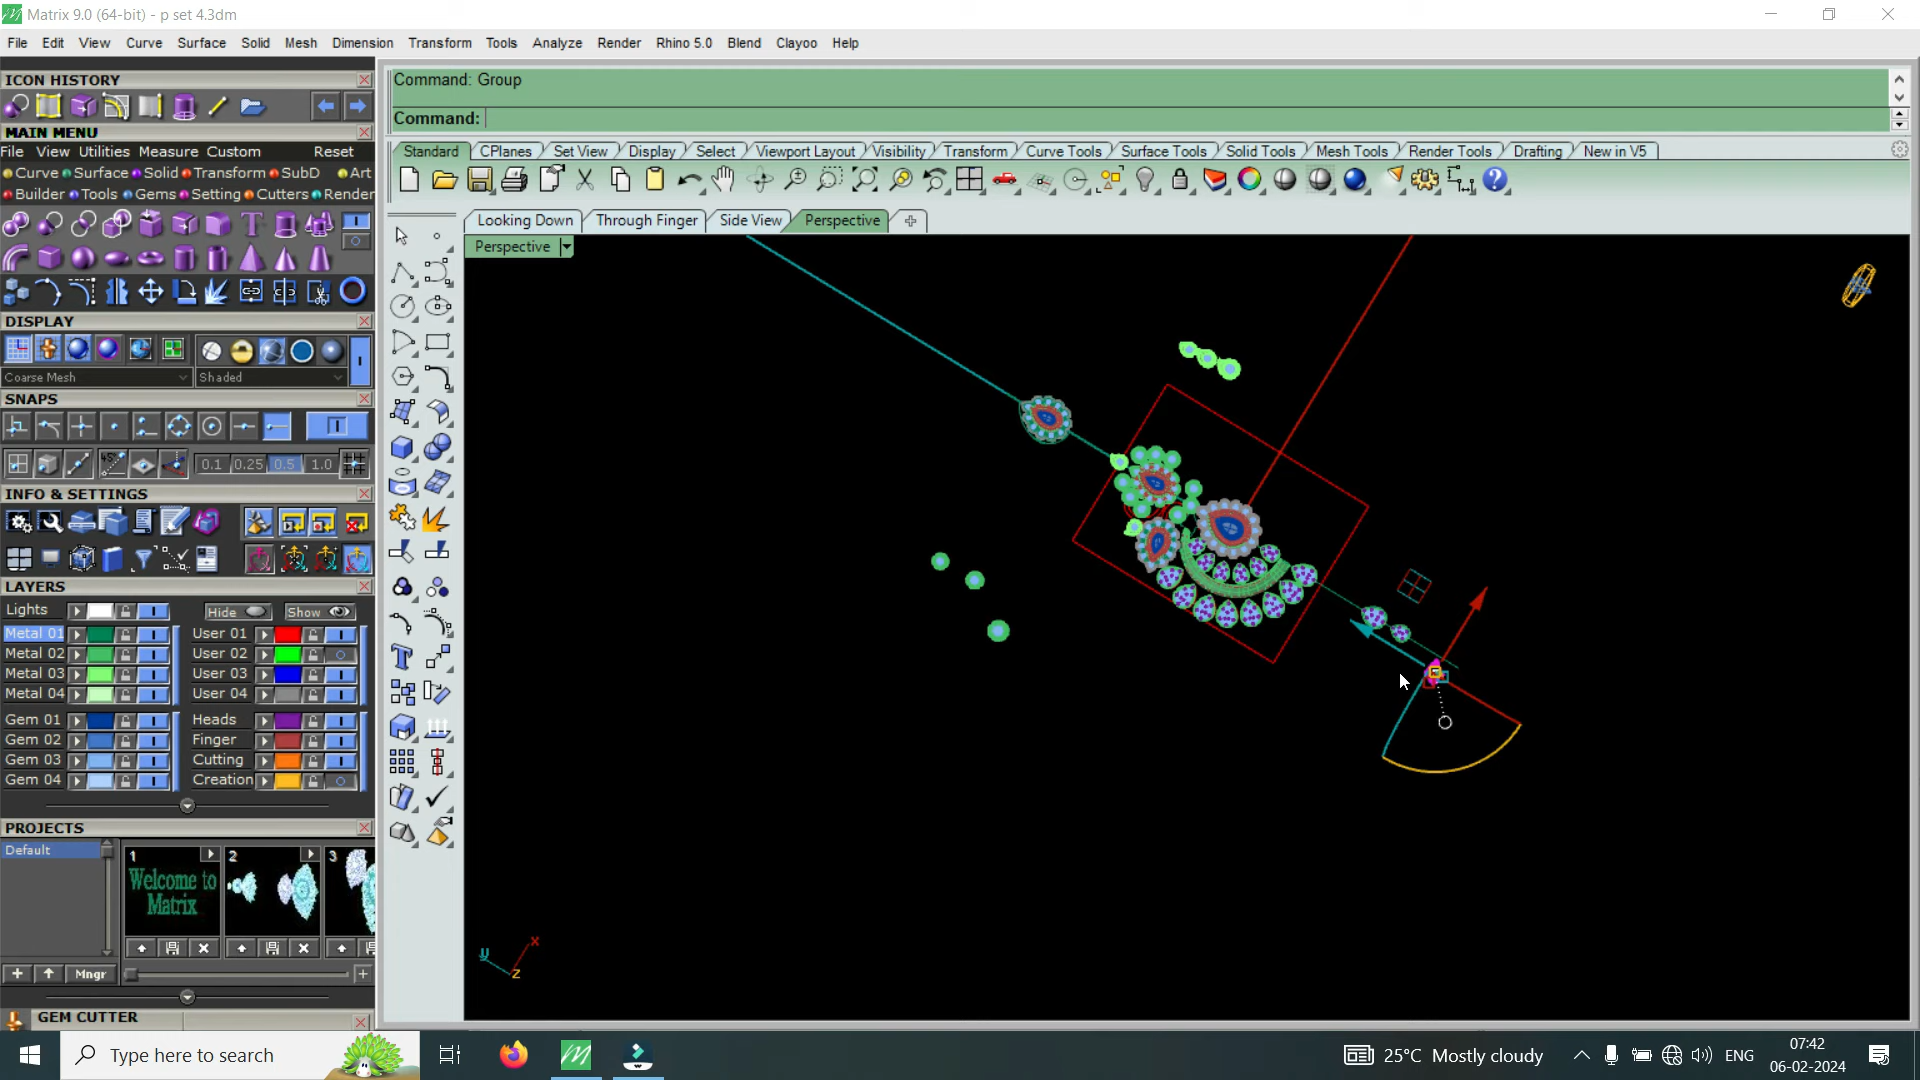 Matrix 9.0 (64-bit) - p set 4.3dm
File Edit View Curve Surface Solid Mesh Dimension Transform Tools Analyze Render Rhino 5.0 Blend Clayoo Help
ICON HISTORY
MAIN MENU
File View Utilities Measure Custom Reset
Curve Surface Solid Transform SubD Art
Builder Tools Gems Setting Cutters Render
DISPLAY
Coarse Mesh Shaded
SNAPS
0.1 0.25 0.5 1.0
INFO & SETTINGS
LAYERS
Lights Hide Show
Metal 01 User 01
Metal 02 User 02
Metal 03 User 03
Metal 04 User 04
Gem 01 Heads
Gem 02 Finger
Gem 03 Cutting
Gem 04 Creation
PROJECTS
Default
1 2 3
Welcome to
Matrix
Mngr
GEM CUTTER
Command: Group
Command:
Standard CPlanes Set View Display Select Viewport Layout Visibility Transform Curve Tools Surface Tools Solid Tools Mesh Tools Render Tools Drafting New in V5
Looking Down Through Finger Side View Perspective
Perspective
y x
z
Type here to search
25°C Mostly cloudy
ENG
07:42
06-02-2024